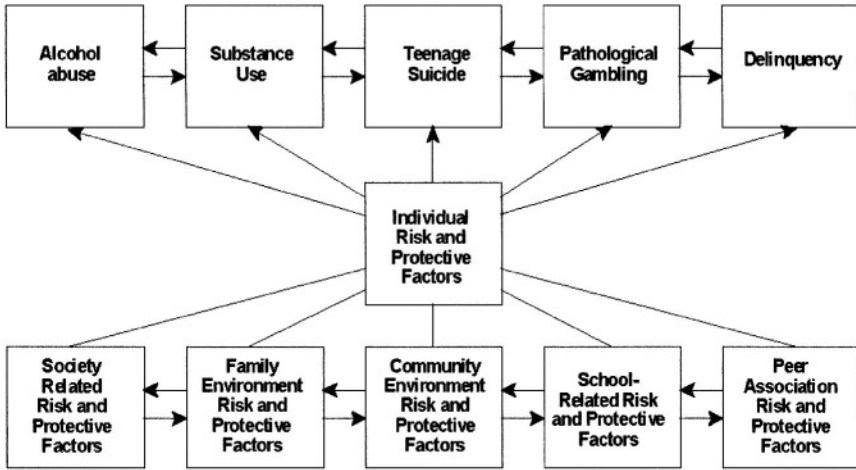 Alcohol
abuse
Substance
Use
Teenage
Suicide
Pathological
Gambling
Delinquency
Individual
Risk and
Protective
Factors
Society
Related
Risk and
Protective
Factors
Family
Environment
Risk and
Protective
Factors
Community
Environment
Risk and
Protective
Factors
School-
Related Risk
and Protective
Factors
Peer
Association
Risk and
Protective
Factors